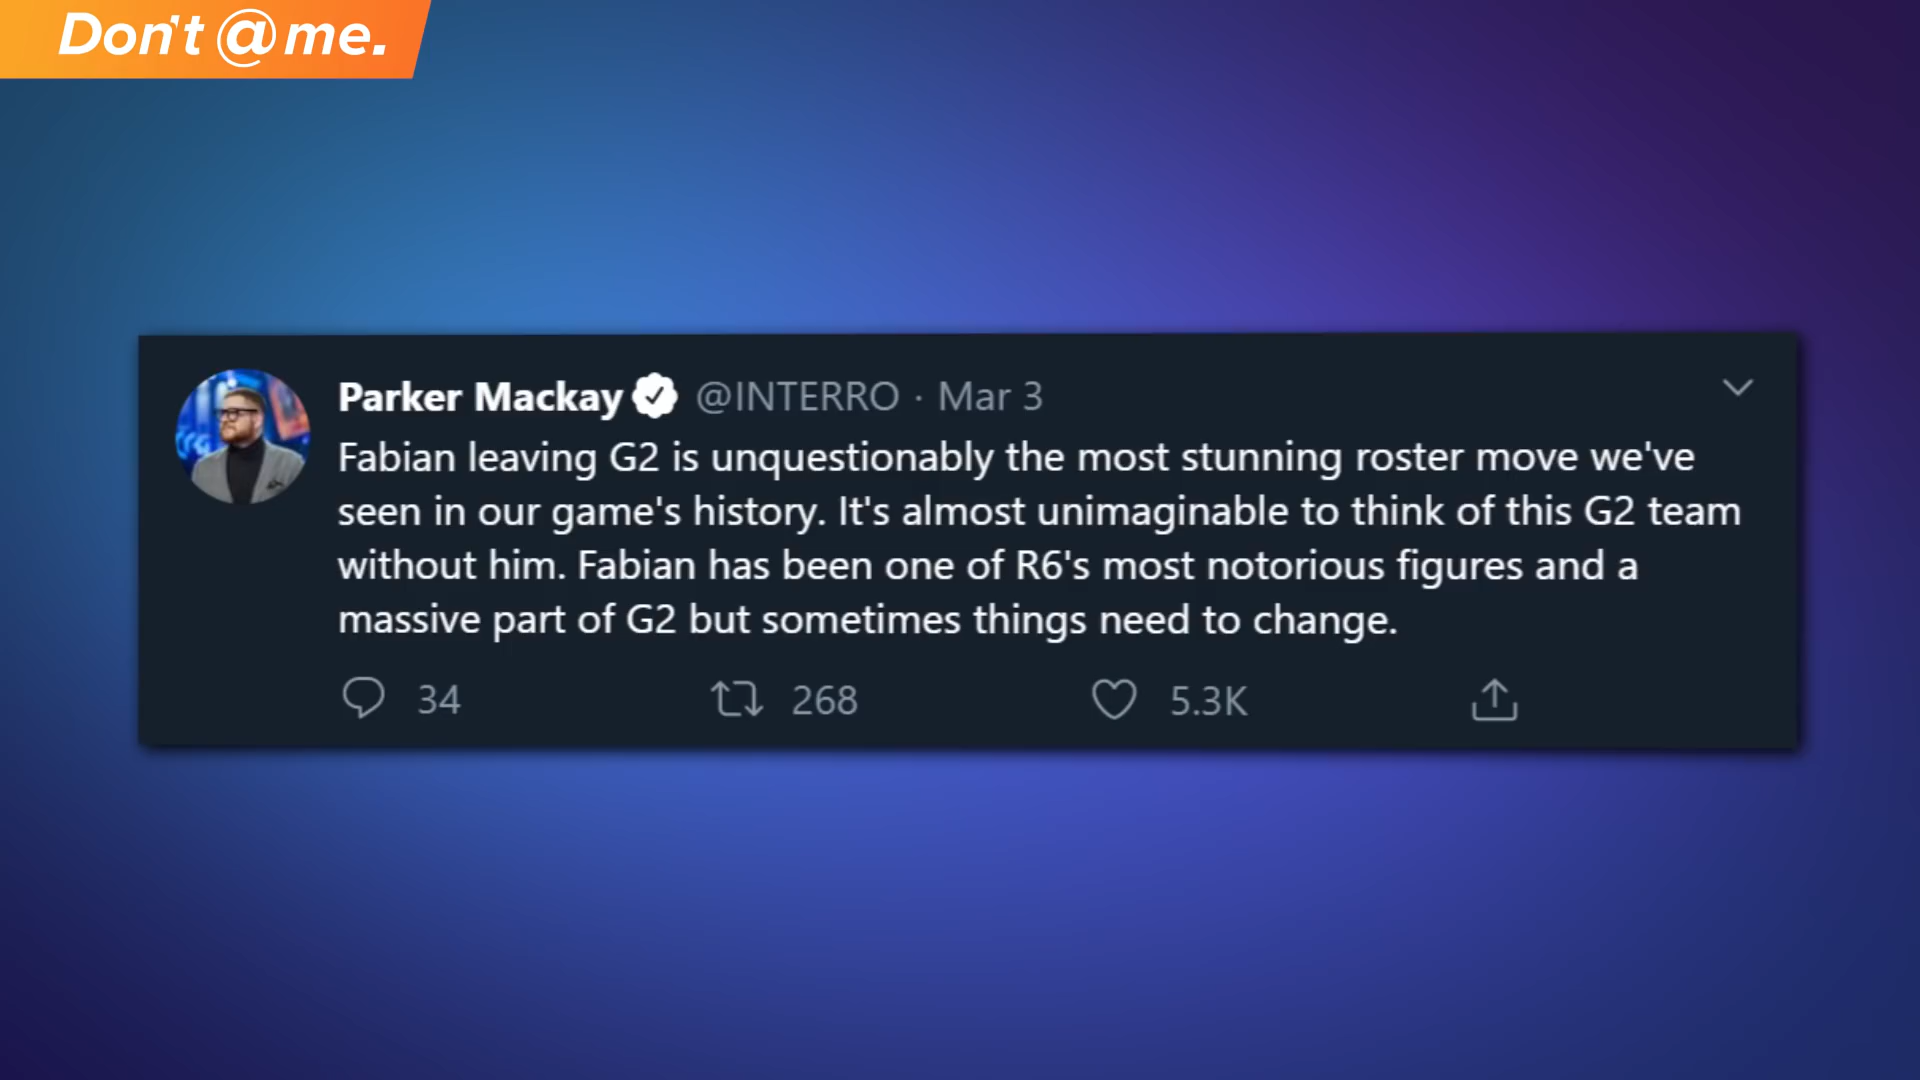 Don't @ me.
Parker Mackay @INTERRO · Mar 3
Fabian leaving G2 is unquestionably the most stunning roster move we've
seen in our game's history. It's almost unimaginable to think of this G2 team
without him. Fabian has been one of R6's most notorious figures and a
massive part of G2 but sometimes things need to change.
34 268 5.3K